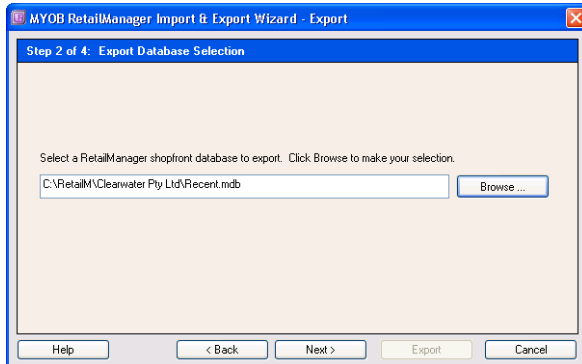 MYOB RetailManager Import & Export Wizard - Export
Step 2 of 4: Export Database Selection
Select a RetailManager shopfront database to export. Click Browse to make your selection.
C:\RetailM\Clearwater Pty Ltd\Recent.mdb
Browse ...
Help
< Back
Next >
Export
Cancel